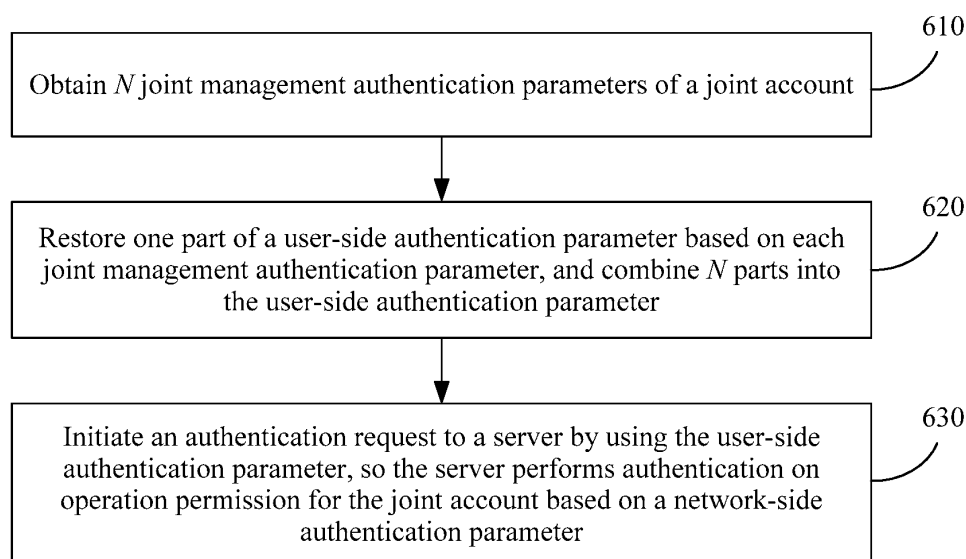 610
Obtain N joint management authentication parameters of a joint account
620
Restore one part of a user-side authentication parameter based on each
joint management authentication parameter, and combine N parts into
the user-side authentication parameter
630
Initiate an authentication request to a server by using the user-side
authentication parameter, so the server performs authentication on
operation permission for the joint account based on a network-side
authentication parameter